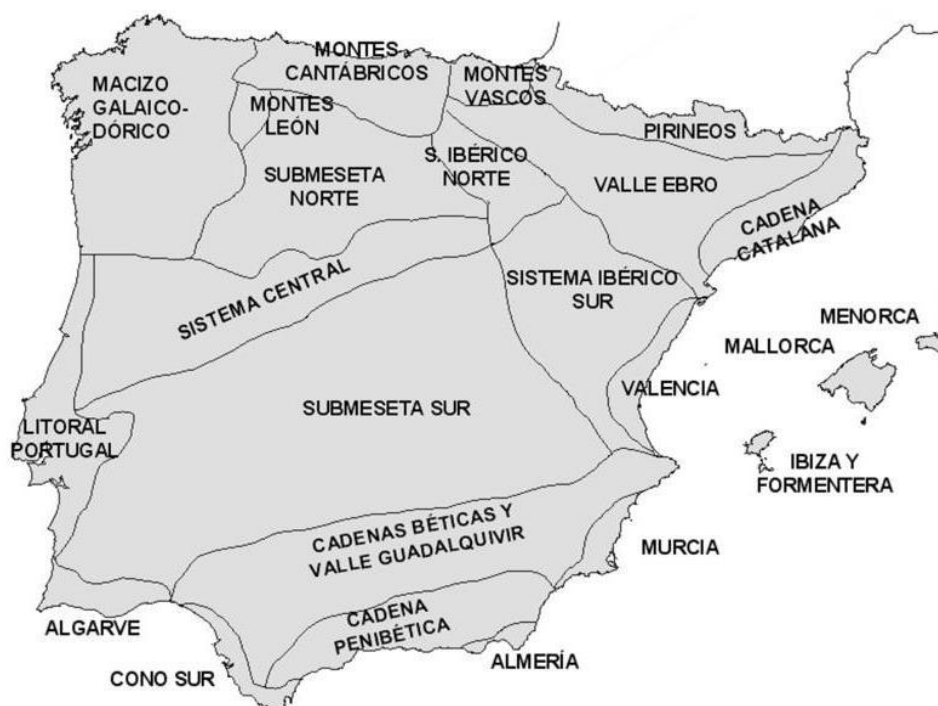 MONTES
CANTÁBRICOS
MACIZO
GALAICO-
DÓRICO
MONTES
VASCOS
MONTES
LEÓN
PIRINEOS
S. IBÉRICO
NORTE
SUBMESETA
NORTE
VALLE EBRO
CADENA
CATALANA
SISTEMA CENTRAL
SISTEMA IBÉRICO
SUR
MENORCA
MALLORCA
VALENCIA
SUBMESETA SUR
LITORAL
PORTUGAL
IBIZA Y
FORMENTERA
CADENAS BÉTICAS Y
VALLE GUADALQUIVIR
MURCIA
CADENA
PENIBÉTICA
ALGARVE
ALMERÍA
CONO SUR